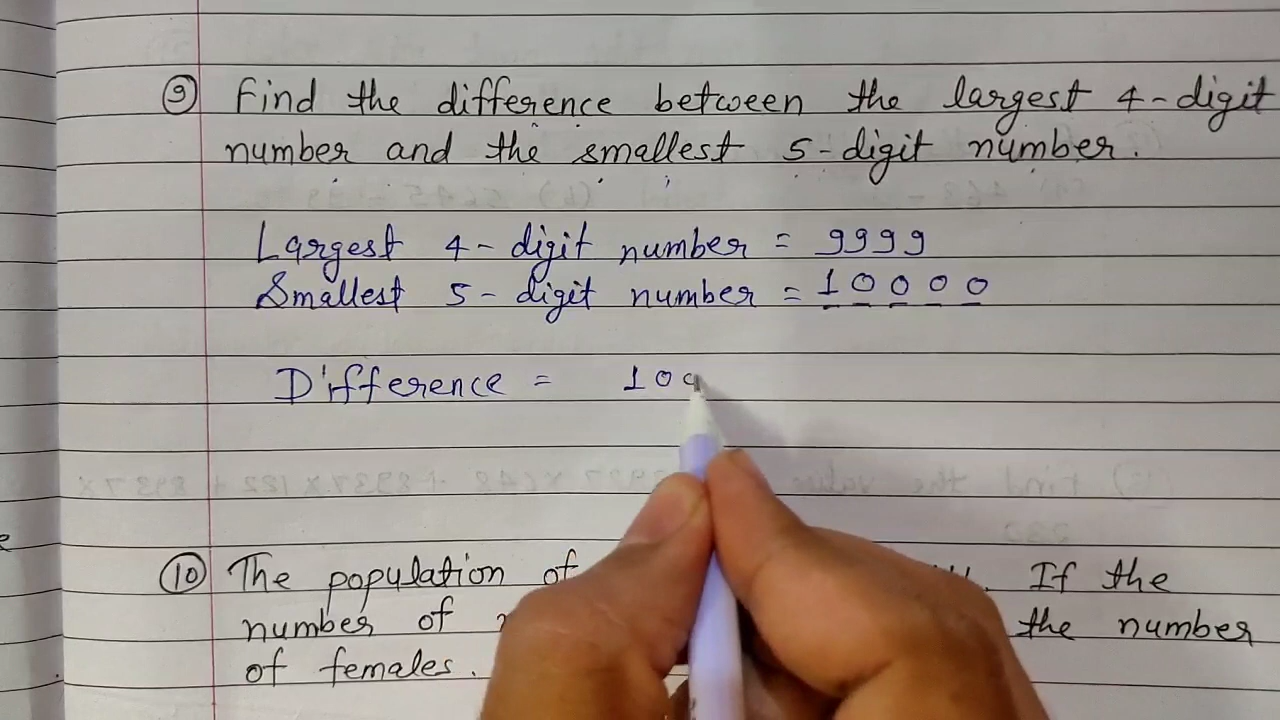 9 Find the difference between the largest 4-digit
number and the smallest 5-digit number.
Largest 4-digit number = 9999
Smallest 5-digit number = 10000
Difference = 10
10 The population of If the
number of the number
of females.